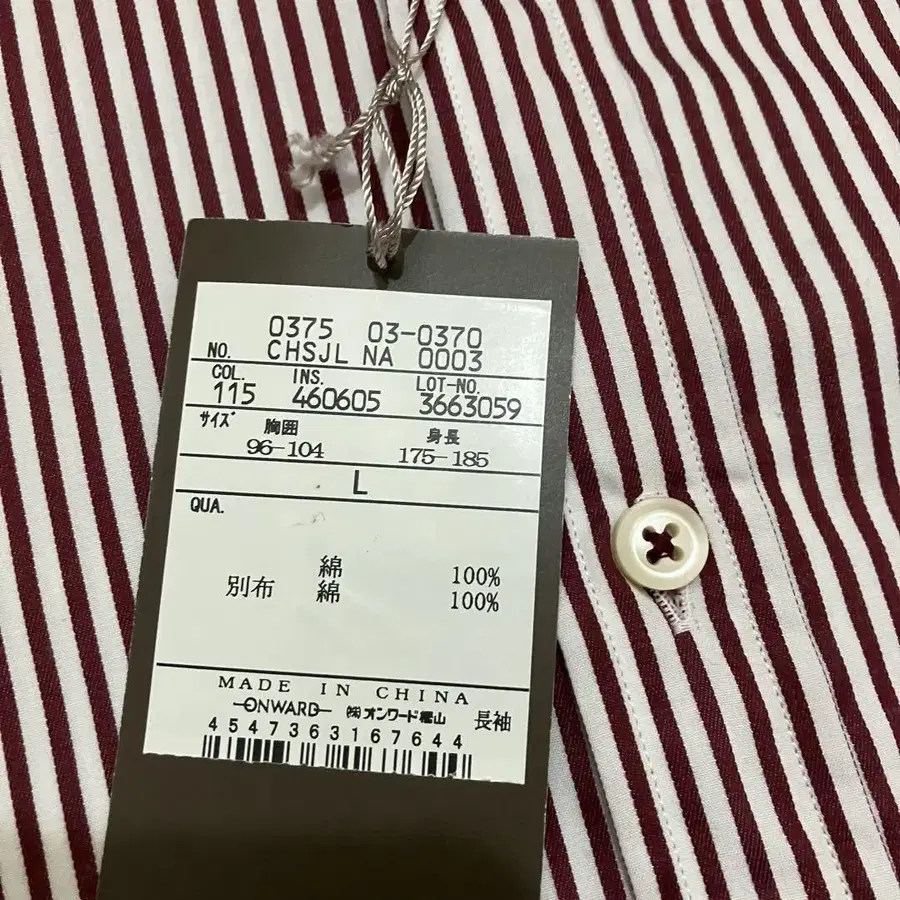 0375 03-0370
NO. CHSJL NA 0003
COL. INS. LOT-NO.
115 460605 3663059
サイズ 胸囲 身長
96-104 175-185
L
QUA.
綿 100%
別布 綿 100%
MADE IN CHINA
ONWARD ㈱オンワード樫山 長袖
4547363167644